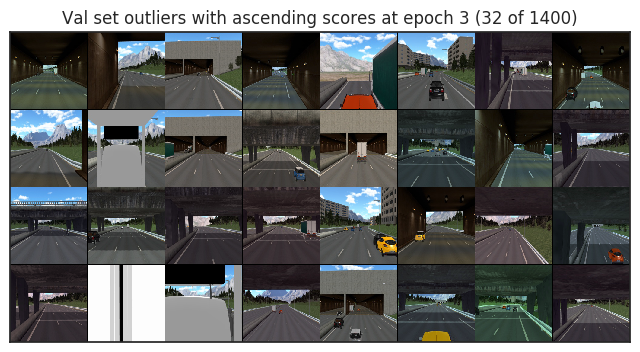 Val set outliers with ascending scores at epoch 3 (32 of 1400)